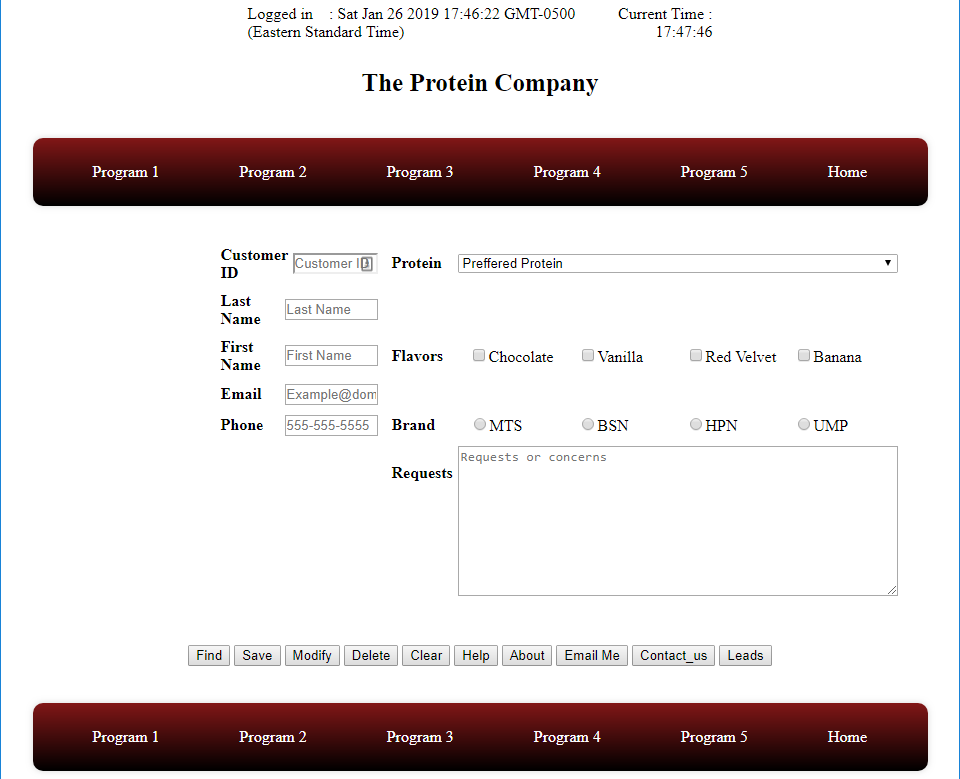 Logged in : Sat Jan 26 2019 17:46:22 GMT-0500 (Eastern Standard Time)
Current Time : 17:47:46
The Protein Company
Program 1 Program 2 Program 3 Program 4 Program 5 Home
Customer ID Customer I Protein Preffered Protein
Last Name Last Name
First Name First Name Flavors Chocolate Vanilla Red Velvet Banana
Email Example@dom
Phone 555-555-5555 Brand MTS BSN HPN UMP
Requests Requests or concerns
Find Save Modify Delete Clear Help About Email Me Contact_us Leads
Program 1 Program 2 Program 3 Program 4 Program 5 Home